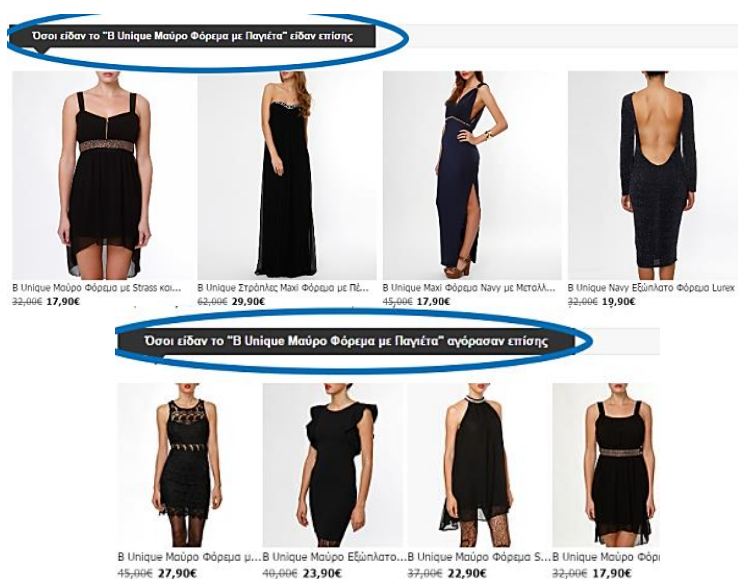 Όσοι είδαν το "B Unique Μαύρο Φόρεμα με Παγιέτα" είδαν επίσης
B Unique Μαύρο Φόρεμα με Strass και... B Unique Στράπλες Maxi Φόρεμα με Πέ... B Unique Maxi Φόρεμα Navy με Μεταλλ... B Unique Navy Εξώπλατο Φόρεμα Lurex
32,00€ 17,90€ 62,00€ 29,90€ 45,00€ 17,90€ 32,00€ 19,90€
Όσοι είδαν το "B Unique Μαύρο Φόρεμα με Παγιέτα" αγόρασαν επίσης
B Unique Μαύρο Φόρεμα μ... B Unique Μαύρο Εξώπλατο... B Unique Μαύρο Φόρεμα S... B Unique Μαύρο Φόρε
45,00€ 27,90€ 40,00€ 23,90€ 37,00€ 22,90€ 32,00€ 17,90€